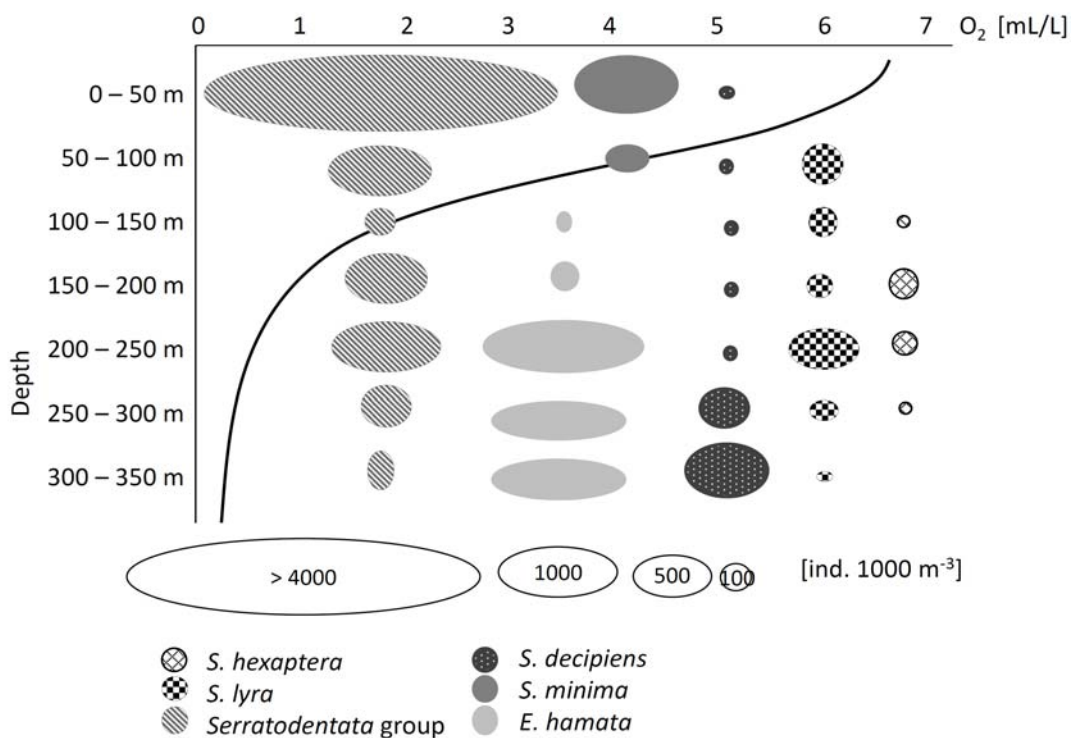 0 1 2 3 4 5 6 7 O₂ [mL/L]
0 – 50 m
50 – 100 m
100 – 150 m
150 – 200 m
200 – 250 m
250 – 300 m
300 – 350 m
Depth
> 4000 1000 500 100 [ind. 1000 m⁻³]
S. hexaptera S. decipiens
S. lyra S. minima
Serratodentata group E. hamata